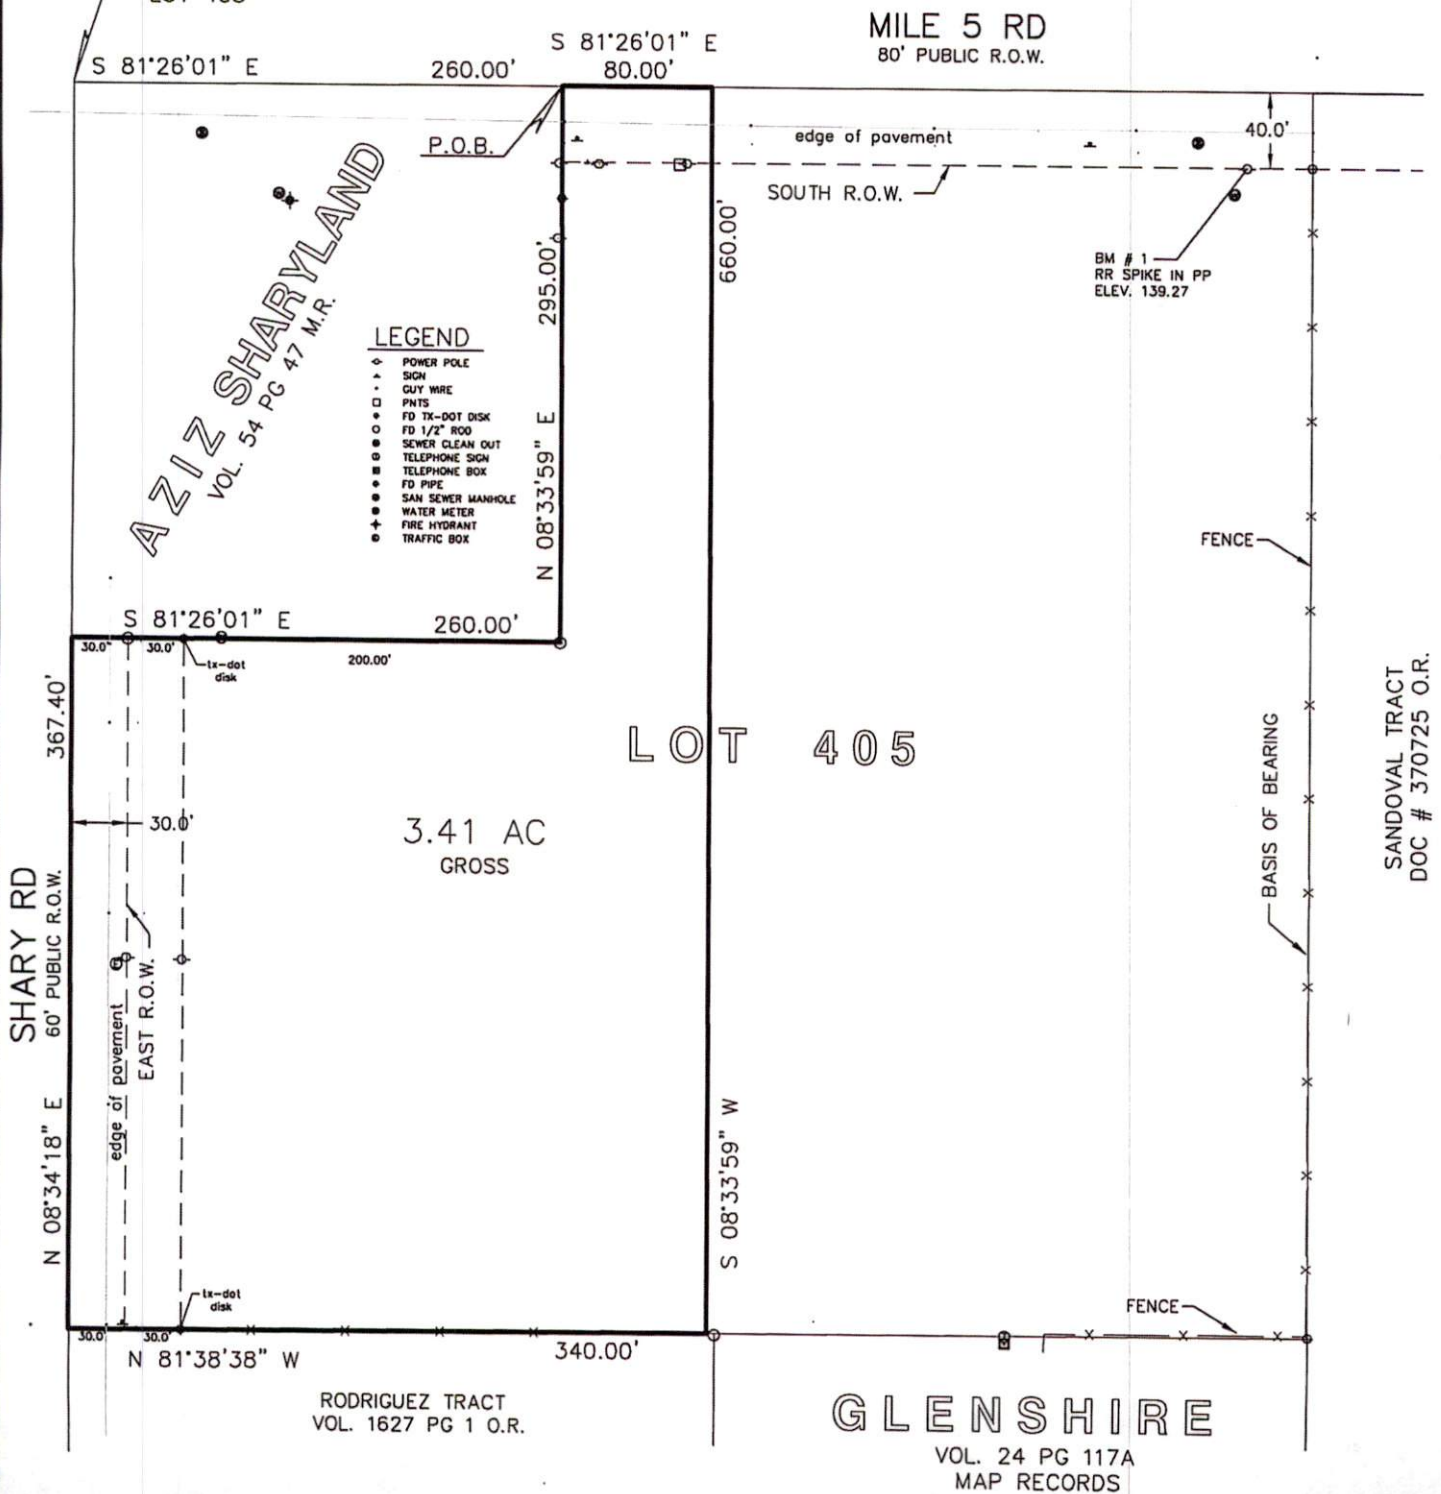 MILE 5 RD
80' PUBLIC R.O.W.
S 81°26'01" E
80.00'
S 81°26'01" E
260.00'
P.O.B.
edge of pavement
40.0'
SOUTH R.O.W.
BM # 1
RR SPIKE IN PP
ELEV. 139.27
AZIZ SHARYLAND
VOL. 54 PG 47 M.R.
295.00'
660.00'
LEGEND
POWER POLE
SIGN
GUY WIRE
PNTS
FD TX-DOT DISK
FD 1/2" ROD
SEWER CLEAN OUT
TELEPHONE SIGN
TELEPHONE BOX
FD PIPE
SAN SEWER MANHOLE
WATER METER
FIRE HYDRANT
TRAFFIC BOX
N 08°33'59" E
FENCE
S 81°26'01" E
260.00'
30.0'
30.0'
200.00'
tx-dot
disk
367.40'
LOT 405
SANDOVAL TRACT
DOC # 370725 O.R.
BASIS OF BEARING
30.0'
3.41 AC
GROSS
SHARY RD
60' PUBLIC R.O.W.
EAST R.O.W.
edge of pavement
N 08°34'18" E
S 08°33'59" W
tx-dot
disk
FENCE
30.0'
30.0'
N 81°38'38" W
340.00'
RODRIGUEZ TRACT
VOL. 1627 PG 1 O.R.
GLENSHIRE
VOL. 24 PG 117A
MAP RECORDS